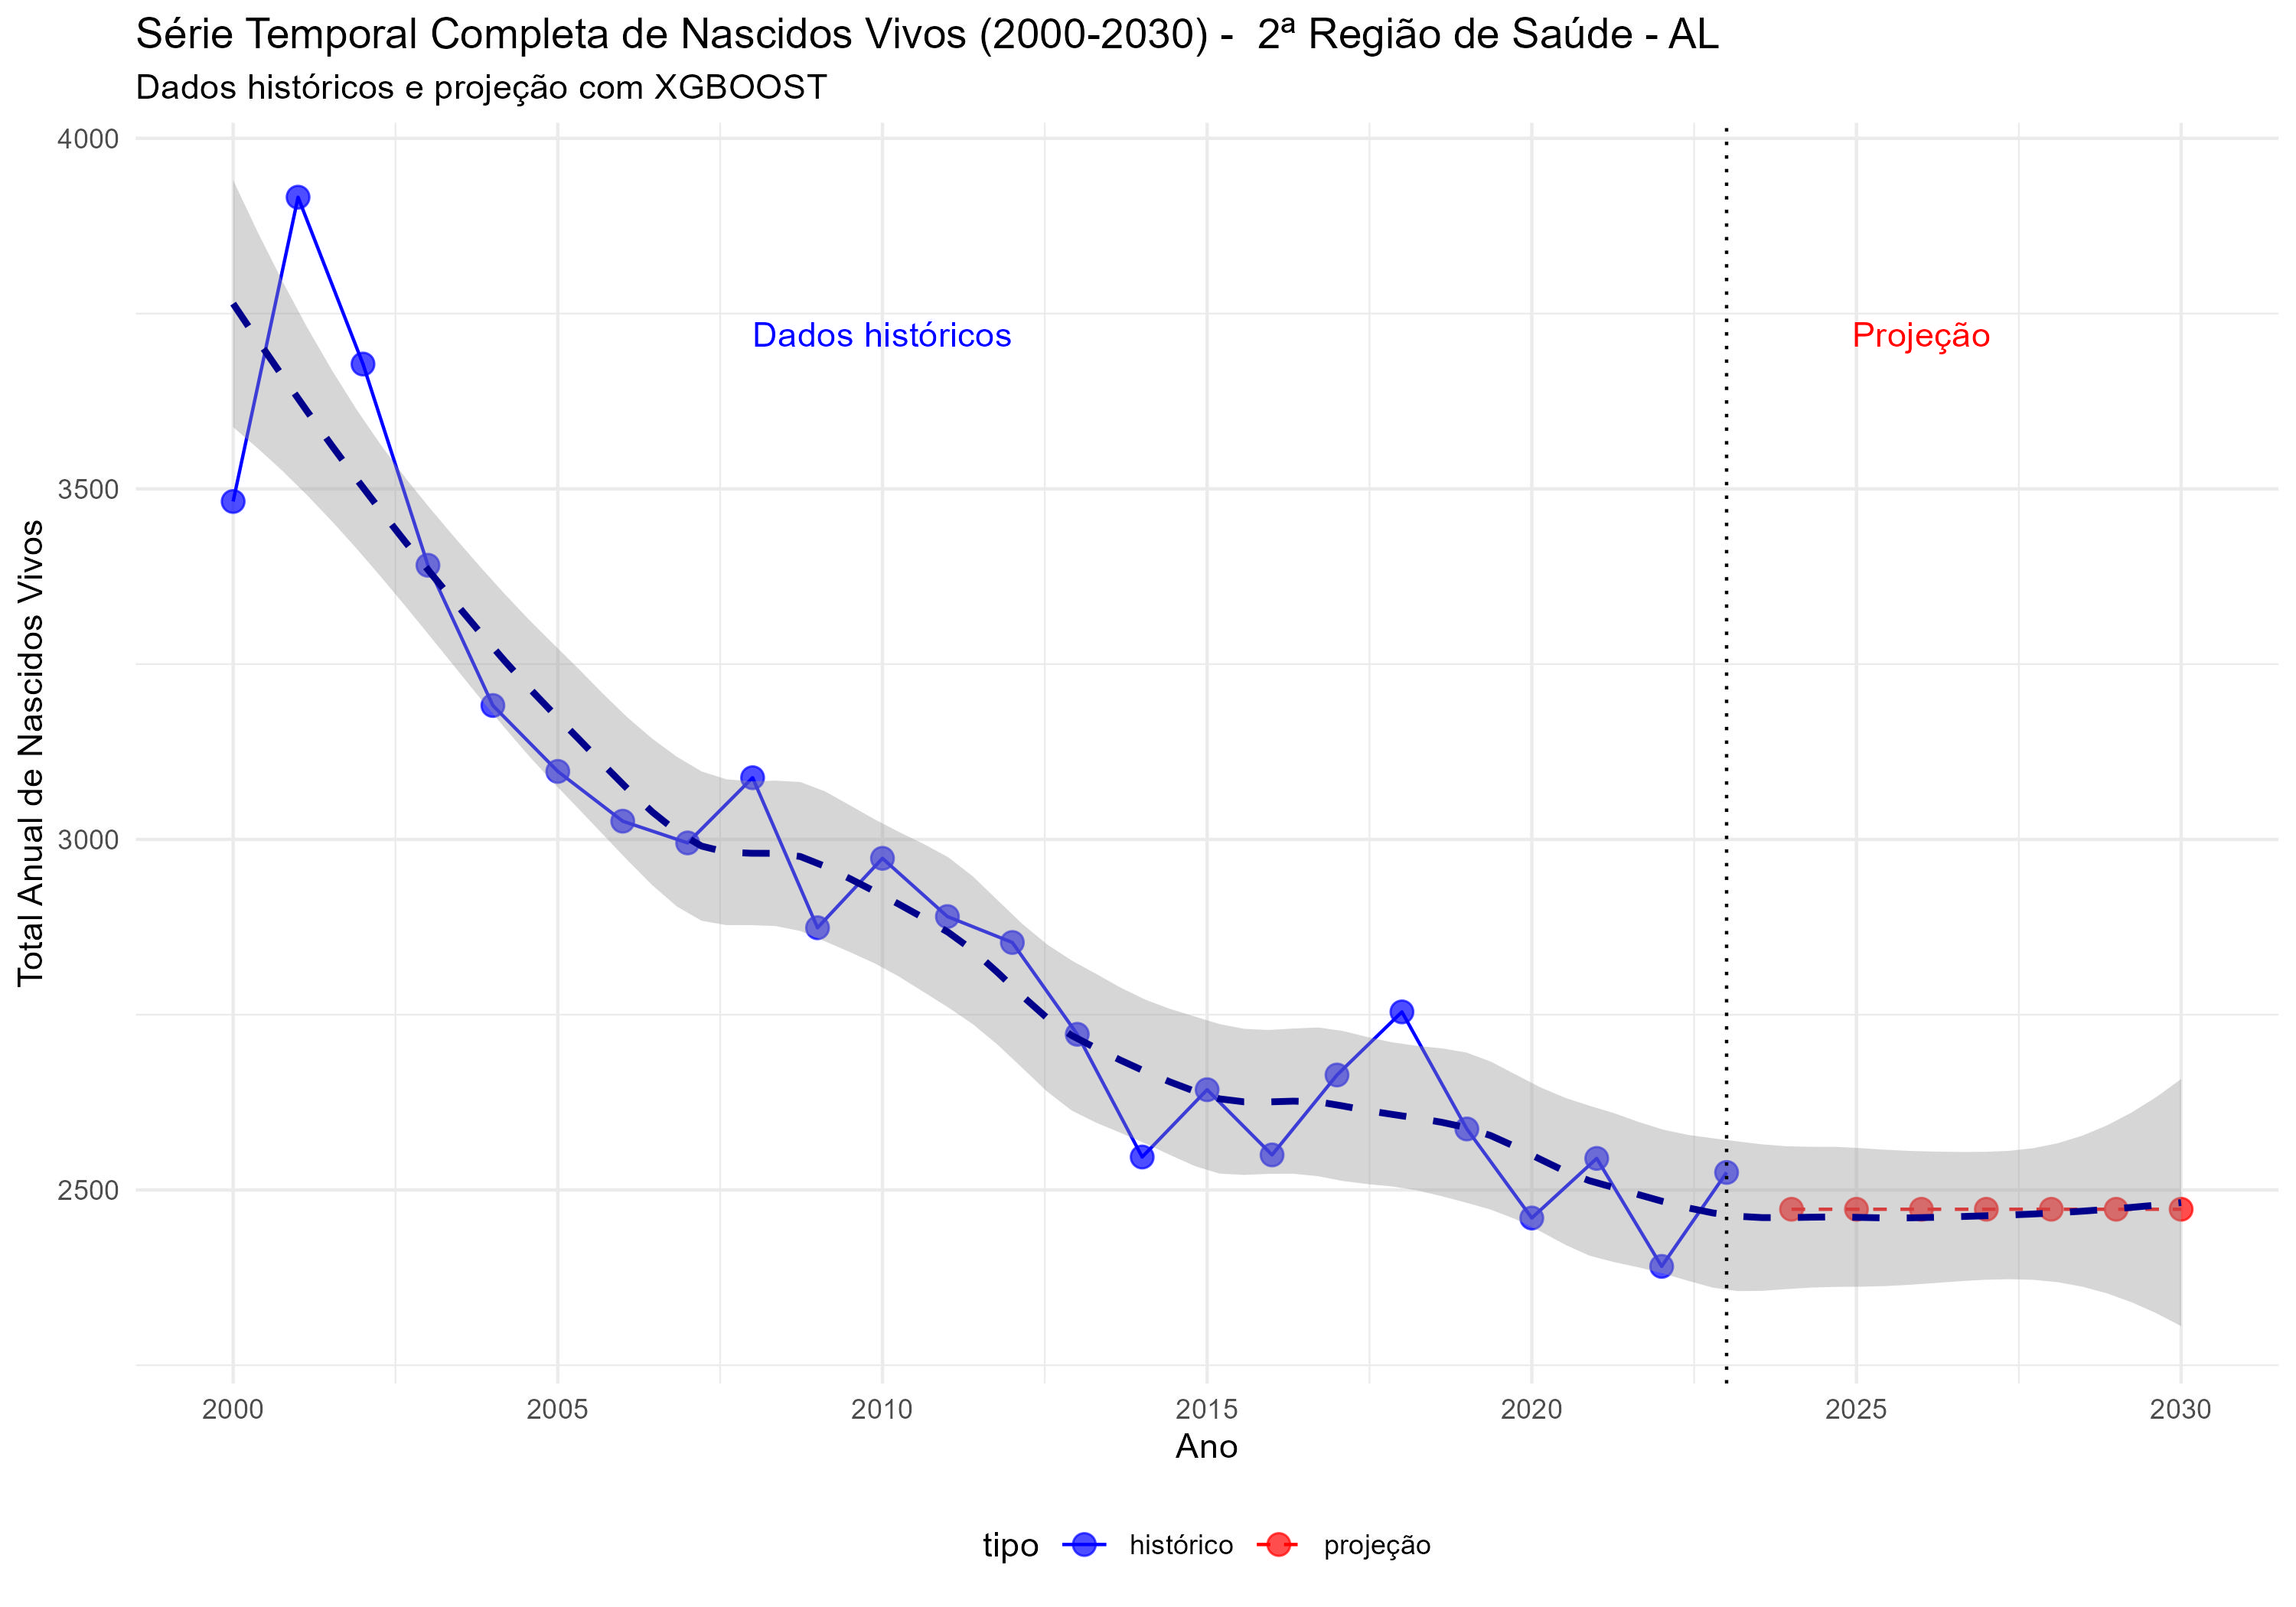 Série Temporal Completa de Nascidos Vivos (2000-2030) -  2ª Região de Saúde - AL
Dados históricos e projeção com XGBOOST
Total Anual de Nascidos Vivos
4000
3500
3000
2500
Dados históricos
Projeção
2000 2005 2010 2015 2020 2025 2030
Ano
tipo histórico projeção